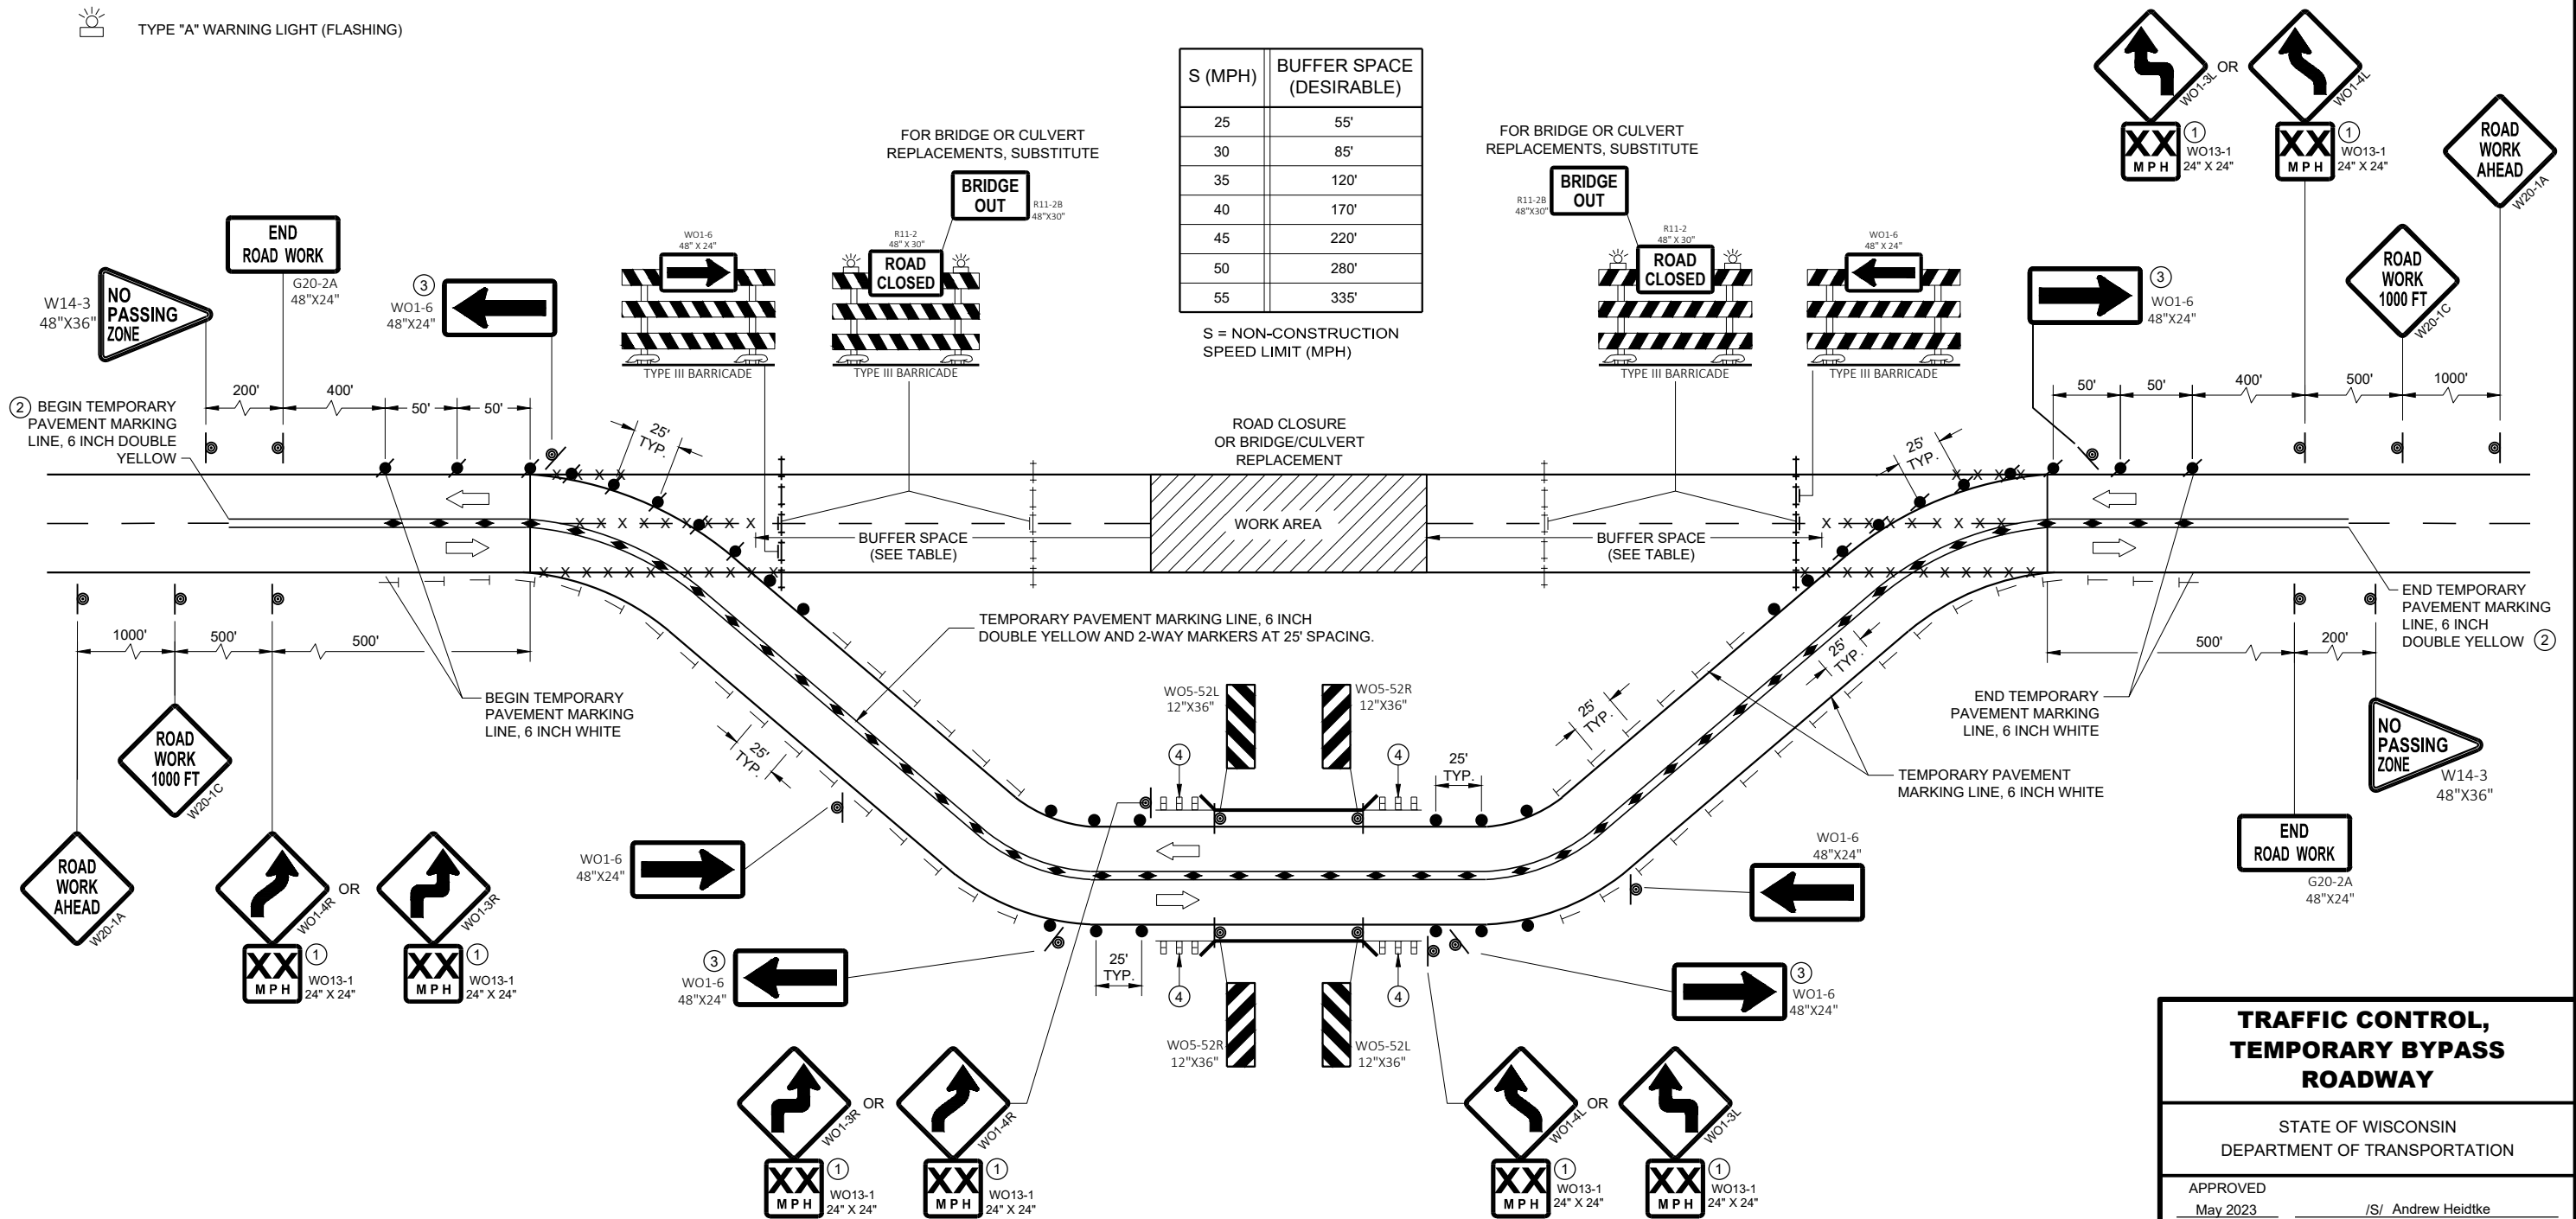 TYPE "A" WARNING LIGHT (FLASHING)
S (MPH)
BUFFER SPACE
(DESIRABLE)
25 55'
30 85'
35 120'
40 170'
45 220'
50 280'
55 335'
S = NON-CONSTRUCTION
SPEED LIMIT (MPH)
FOR BRIDGE OR CULVERT
REPLACEMENTS, SUBSTITUTE
BRIDGE
OUT
R11-2B
48"X30"
WO1-6
48" X 24"
TYPE III BARRICADE
R11-2
48" X 30"
ROAD
CLOSED
TYPE III BARRICADE
FOR BRIDGE OR CULVERT
REPLACEMENTS, SUBSTITUTE
BRIDGE
OUT
R11-2B
48"X30"
R11-2
48" X 30"
ROAD
CLOSED
TYPE III BARRICADE
WO1-6
48" X 24"
TYPE III BARRICADE
WO1-3L
OR
WO1-4L
XX
MPH
1
WO13-1
24" X 24"
XX
MPH
1
WO13-1
24" X 24"
ROAD
WORK
AHEAD
W20-1A
ROAD
WORK
1000 FT
W20-1C
3
WO1-6
48"X24"
END
ROAD WORK
G20-2A
48"X24"
W14-3
48"X36"
NO
PASSING
ZONE
3
WO1-6
48"X24"
200'
400'
50'
50'
2 BEGIN TEMPORARY
PAVEMENT MARKING
LINE, 6 INCH DOUBLE
YELLOW
25'
TYP.
ROAD CLOSURE
OR BRIDGE/CULVERT
REPLACEMENT
WORK AREA
BUFFER SPACE
(SEE TABLE)
BUFFER SPACE
(SEE TABLE)
25'
TYP.
50'
50'
400'
500'
1000'
1000'
500'
500'
TEMPORARY PAVEMENT MARKING LINE, 6 INCH
DOUBLE YELLOW AND 2-WAY MARKERS AT 25' SPACING.
BEGIN TEMPORARY
PAVEMENT MARKING
LINE, 6 INCH WHITE
25'
TYP.
END TEMPORARY
PAVEMENT MARKING
LINE, 6 INCH
DOUBLE YELLOW 2
500'
200'
25'
TYP.
25'
TYP.
END TEMPORARY
PAVEMENT MARKING
LINE, 6 INCH WHITE
TEMPORARY PAVEMENT
MARKING LINE, 6 INCH WHITE
NO
PASSING
ZONE
W14-3
48"X36"
END
ROAD WORK
G20-2A
48"X24"
ROAD
WORK
1000 FT
W20-1C
ROAD
WORK
AHEAD
W20-1A
WO1-4R
OR
WO1-3R
XX
MPH
1
WO13-1
24" X 24"
XX
MPH
1
WO13-1
24" X 24"
WO1-6
48"X24"
3
WO1-6
48"X24"
WO5-52L
12"X36"
WO5-52R
12"X36"
4
4
25'
TYP.
25'
TYP.
4
4
WO5-52R
12"X36"
WO5-52L
12"X36"
WO1-6
48"X24"
3
WO1-6
48"X24"
WO1-3R
OR
WO1-4R
XX
MPH
1
WO13-1
24" X 24"
XX
MPH
1
WO13-1
24" X 24"
WO1-4L
OR
WO1-3L
XX
MPH
1
WO13-1
24" X 24"
XX
MPH
1
WO13-1
24" X 24"
TRAFFIC CONTROL,
TEMPORARY BYPASS
ROADWAY
STATE OF WISCONSIN
DEPARTMENT OF TRANSPORTATION
APPROVED
May 2023 /S/ Andrew Heidtke